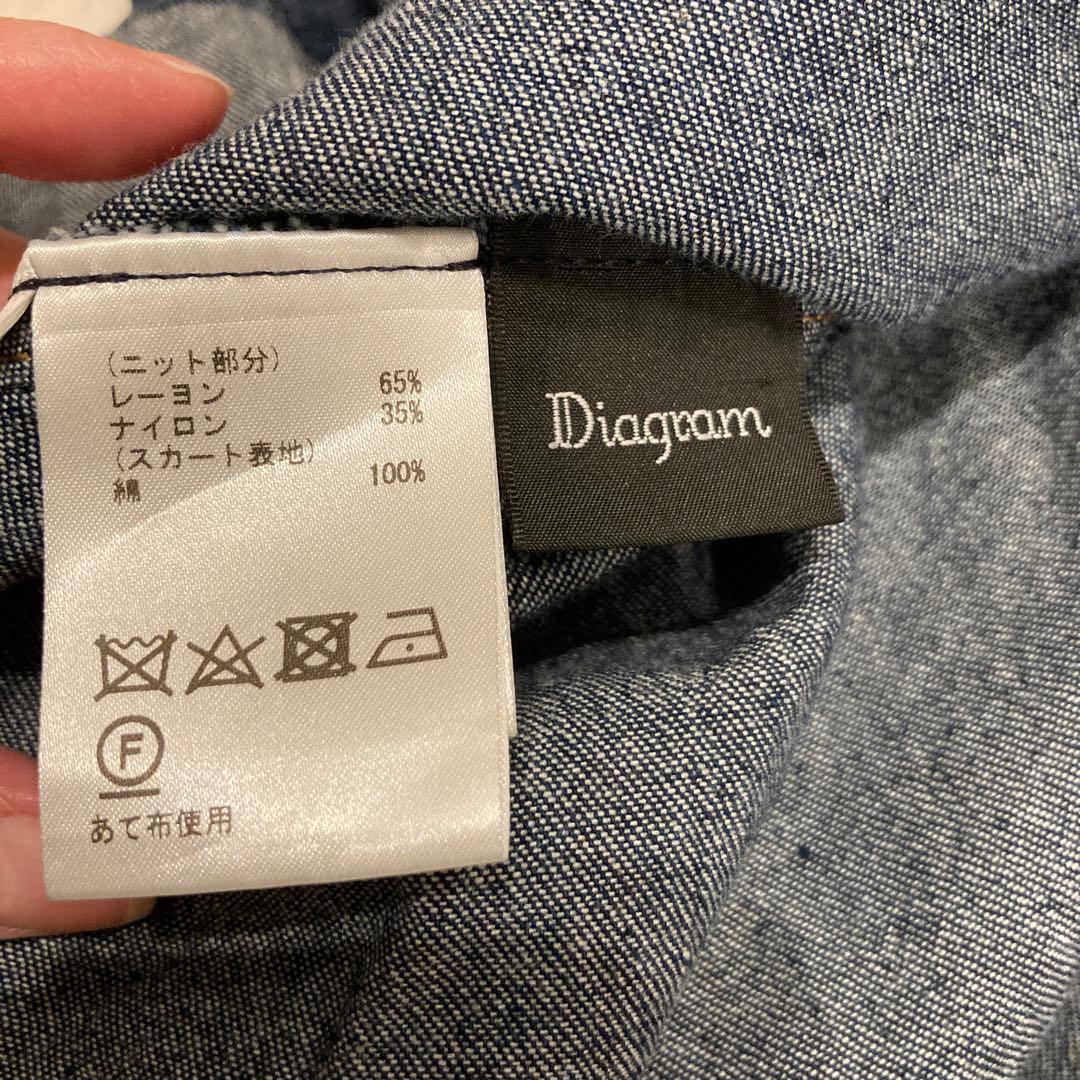 (ニット部分)
レーヨン 65%
ナイロン 35%
(スカート表地)
綿 100%
F
あて布使用
Diagram